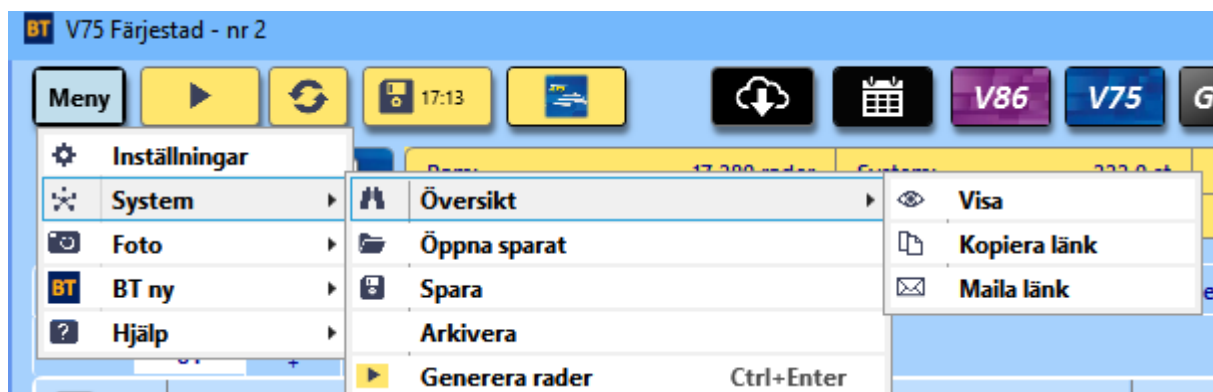 BT V75 Färjestad - nr 2
Meny 17:13 V86 V75 G
Inställningar
System
Foto
BT BT ny
Hjälp
Översikt
Öppna sparat
Spara
Arkivera
Generera rader Ctrl+Enter
Visa
Kopiera länk
Maila länk